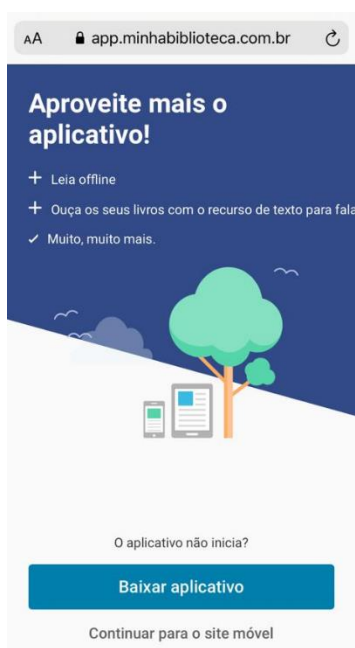 AA app.minhabiblioteca.com.br
Aproveite mais o
aplicativo!
+ Leia offline
+ Ouça os seus livros com o recurso de texto para fala
✓ Muito, muito mais.
O aplicativo não inicia?
Baixar aplicativo
Continuar para o site móvel